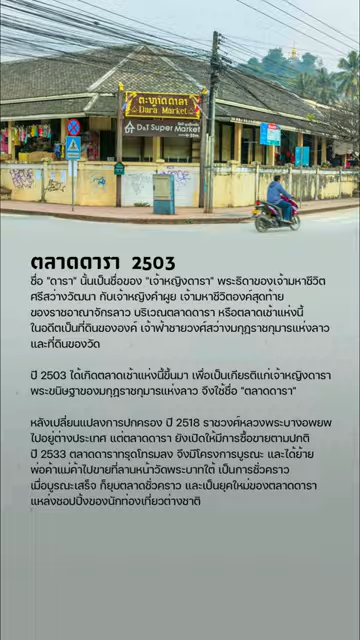 ຕະຫຼາດດາລາ
Dara Market
D&T Super Market
ตลาดดารา 2503
ชื่อ "ดารา" นั้นเป็นชื่อของ "เจ้าหญิงดารา" พระธิดาของเจ้ามหาชีวิต
ศรีสว่างวัฒนา กับเจ้าหญิงคำผุย เจ้ามหาชีวิตองค์สุดท้าย
ของราชอาณาจักรลาว บริเวณตลาดดารา หรือตลาดเช้าแห่งนี้
ในอดีตเป็นที่ดินขององค์ เจ้าฟ้าชายวงศ์สว่างมกุฎราชกุมารแห่งลาว
และที่ดินของวัด
ปี 2503 ได้เกิดตลาดเช้าแห่งนี้ขึ้นมา เพื่อเป็นเกียรติแก่เจ้าหญิงดารา
พระขนิษฐาของมกุฎราชกุมารแห่งลาว จึงใช้ชื่อ "ตลาดดารา"
หลังเปลี่ยนแปลงการปกครอง ปี 2518 ราชวงศ์หลวงพระบางอพยพ
ไปอยู่ต่างประเทศ แต่ตลาดดารา ยังเปิดให้มีการซื้อขายตามปกติ
ปี 2533 ตลาดดาราทรุดโทรมลง จึงมีโครงการบูรณะ และได้ย้าย
พ่อค้าแม่ค้าไปขายที่ลานหน้าวัดพระบาทใต้ เป็นการชั่วคราว
เมื่อบูรณะเสร็จ ก็ยุบตลาดชั่วคราว และเป็นยุคใหม่ของตลาดดารา
แหล่งชอปปิ้งของนักท่องเที่ยวต่างชาติ